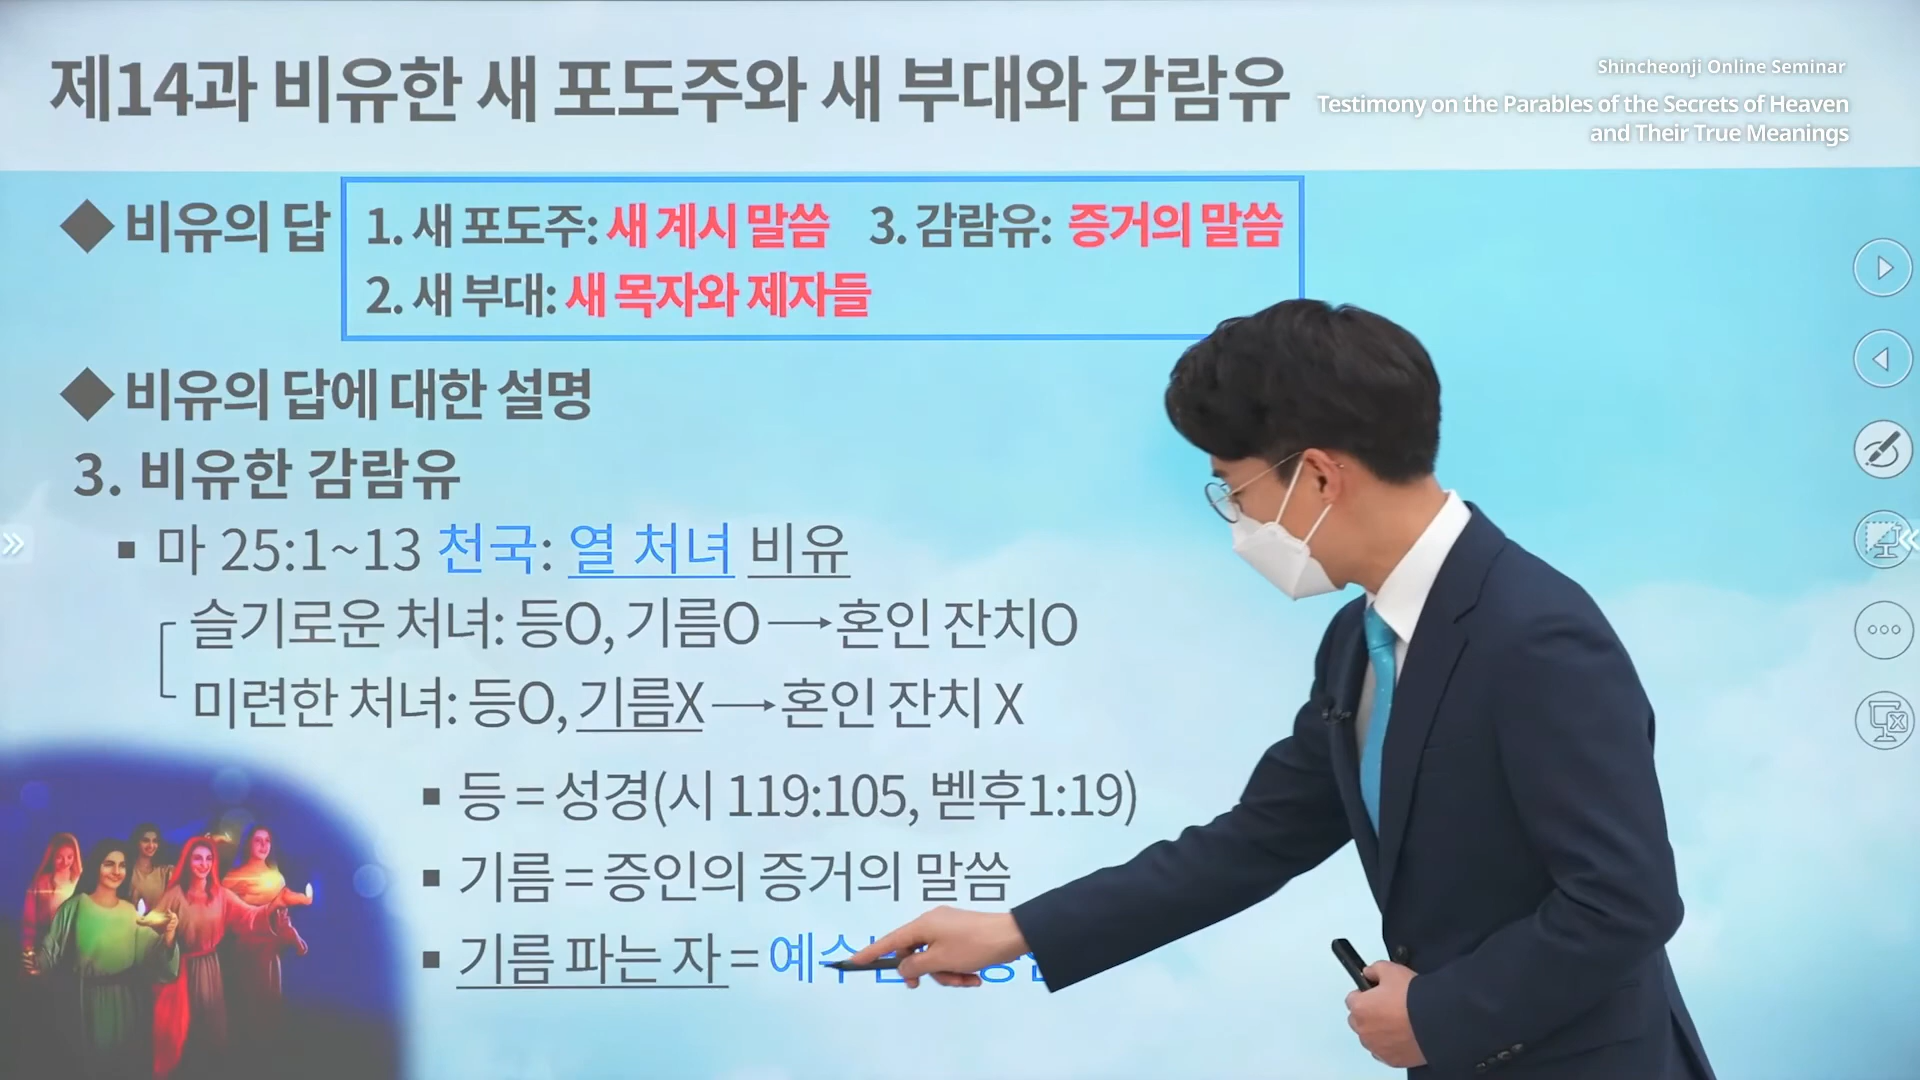 제14과 비유한 새 포도주와 새 부대와 감람유
Shincheonji Online Seminar
Testimony on the Parables of the Secrets of Heaven
and Their True Meanings
◆ 비유의 답
1. 새 포도주: 새 계시 말씀 3. 감람유: 증거의 말씀
2. 새 부대: 새 목자와 제자들
◆ 비유의 답에 대한 설명
3. 비유한 감람유
▪ 마 25:1~13 천국: 열 처녀 비유
슬기로운 처녀: 등O, 기름O → 혼인 잔치O
미련한 처녀: 등O, 기름X → 혼인 잔치 X
▪ 등 = 성경(시 119:105, 벧후1:19)
▪ 기름 = 증인의 증거의 말씀
▪ 기름 파는 자 = 예수